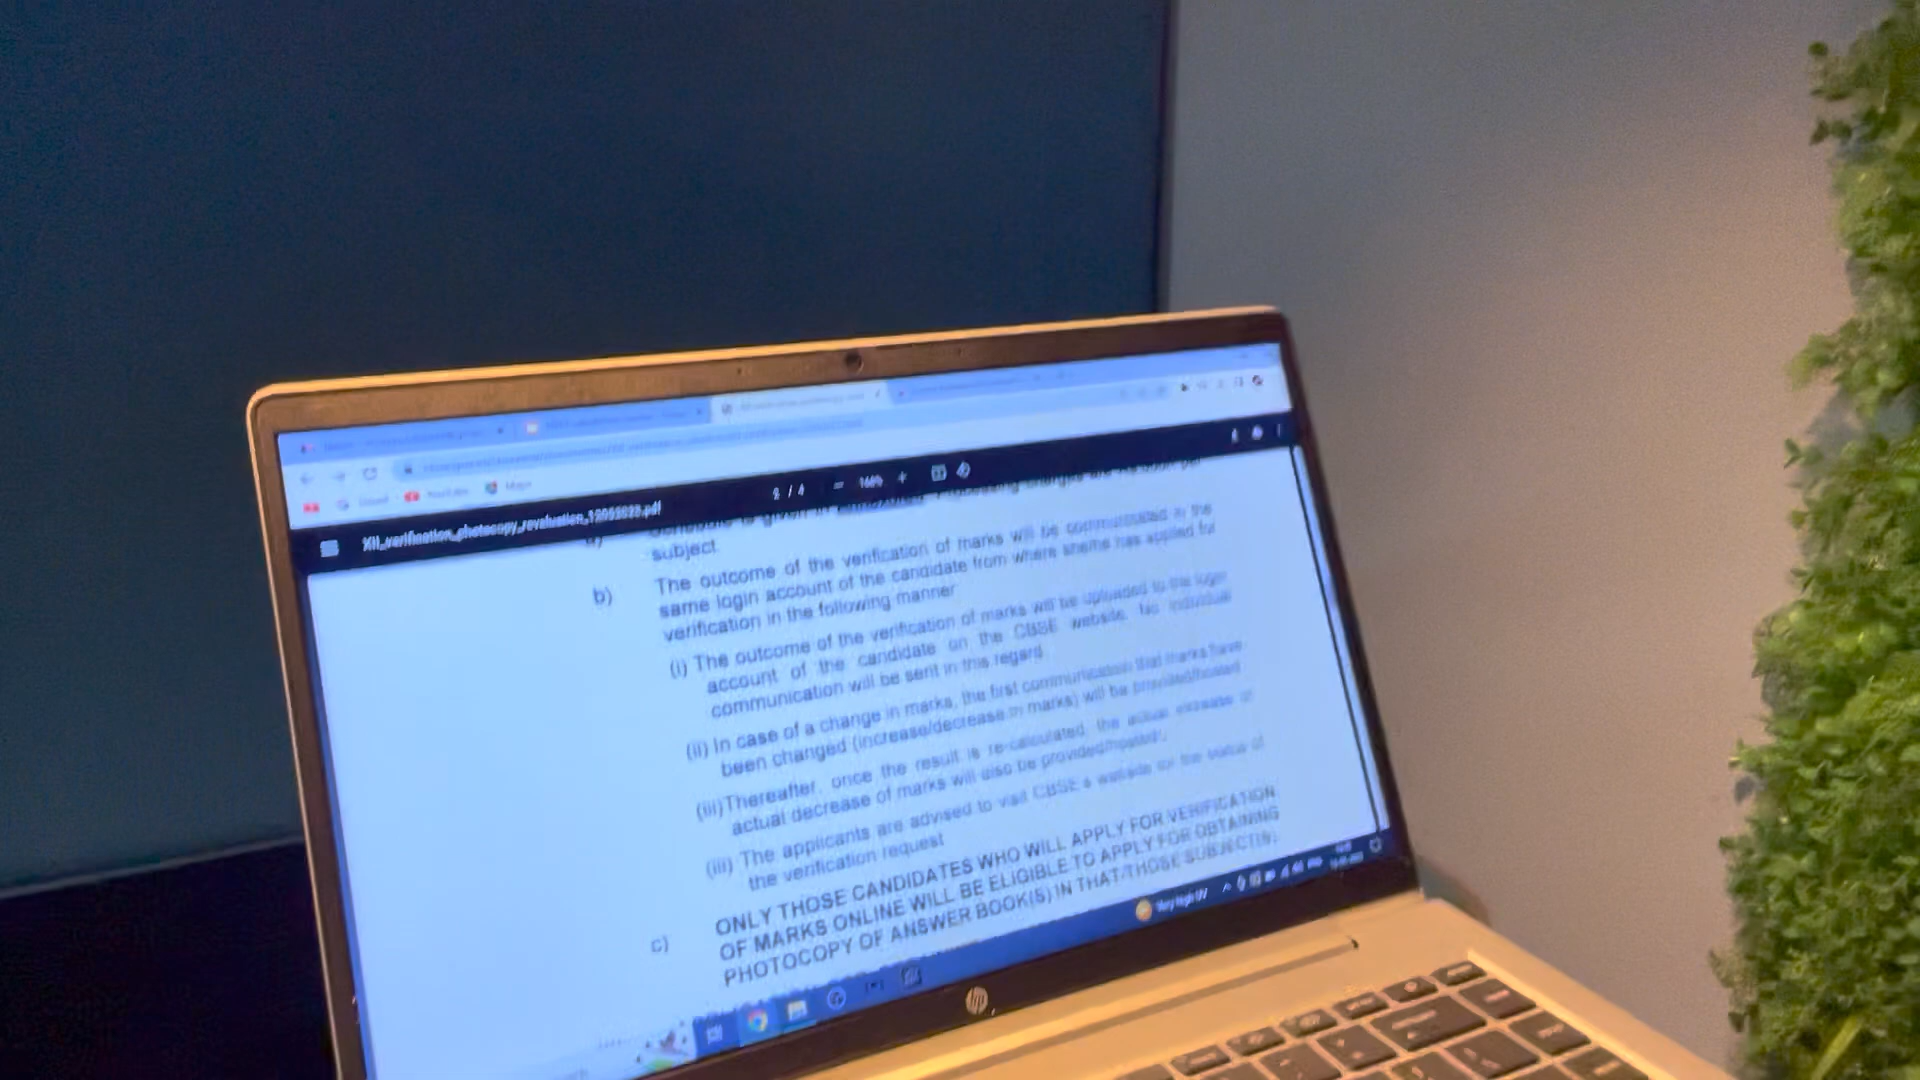 XII_verification_photocopy_revaluation_12052023.pdf
/ 4
subject.
b) The outcome of the verification of marks will be communicated in the
same login account of the candidate from where she/he has applied for
verification in the following manner
(i) The outcome of the verification of marks will be uploaded to the login
account of the candidate on the CBSE website. No individual
communication will be sent in this regard
(ii) In case of a change in marks, the first communication that marks have
been changed (increase/decrease in marks) will be provided/hosted
(iii) Thereafter, once the result is re-calculated, the actual increase or
actual decrease of marks will also be provided/hosted.
(iii) The applicants are advised to visit CBSE's website for the status of
the verification request
c) ONLY THOSE CANDIDATES WHO WILL APPLY FOR VERIFICATION
OF MARKS ONLINE WILL BE ELIGIBLE TO APPLY FOR OBTAINING
PHOTOCOPY OF ANSWER BOOK(S) IN THAT/THOSE SUBJECT(S).
Very high UV
hp